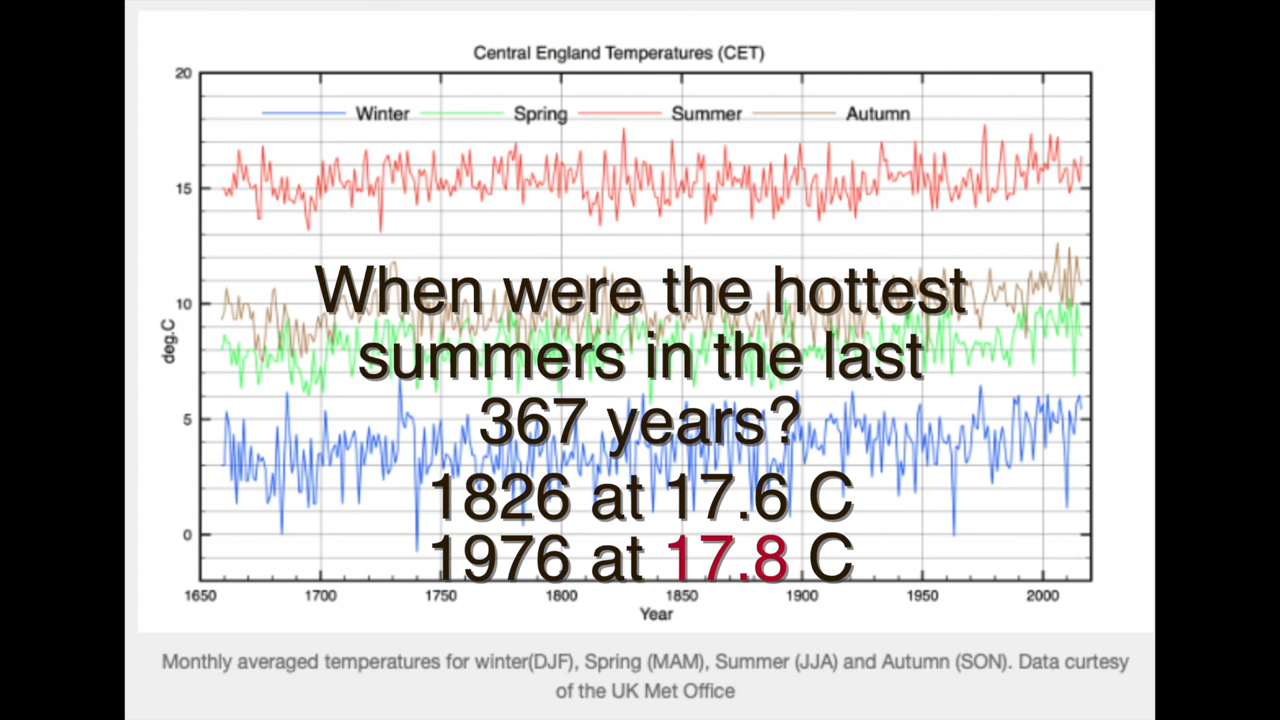 Central England Temperatures (CET)
20
Winter Spring Summer Autumn
15
When were the hottest
10
summers in the last
deg.C
367 years?
5
1826 at 17.6 C
0
1976 at 17.8 C
1650 1700 1750 1800 1850 1900 1950 2000
Year
Monthly averaged temperatures for winter(DJF), Spring (MAM), Summer (JJA) and Autumn (SON). Data curtesy
of the UK Met Office